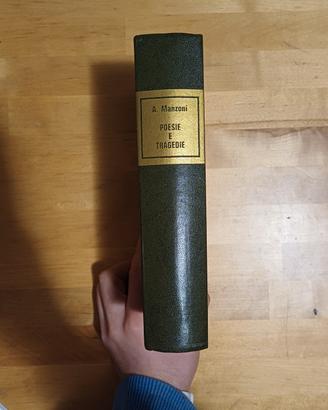 A. Manzoni
POESIE
E
TRAGEDIE